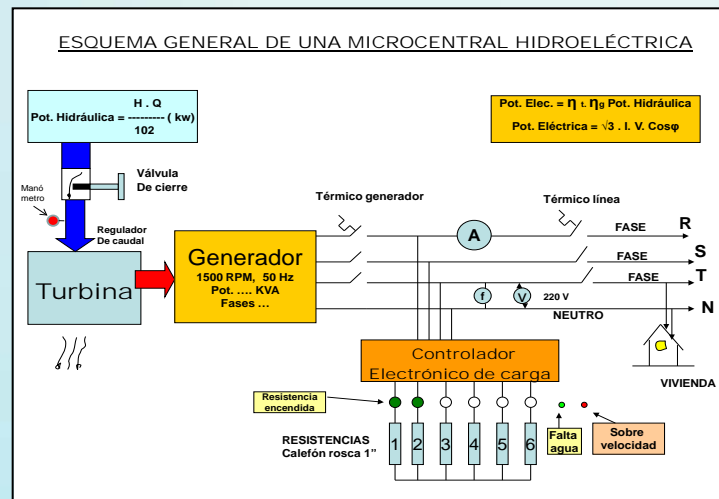 ESQUEMA GENERAL DE UNA MICROCENTRAL HIDROELÉCTRICA
H . Q
Pot. Hidráulica = --------- ( kw)
102
Pot. Elec. = η t. ηg Pot. Hidráulica
Pot. Eléctrica = √3 . I. V. Cosφ
Válvula
De cierre
Manó
metro
Regulador
De caudal
Turbina
Generador
1500 RPM, 50 Hz
Pot. .... KVA
Fases ...
Térmico generador
Térmico línea
A
FASE
R
FASE
S
FASE
T
f
V
220 V
NEUTRO
N
VIVIENDA
Controlador
Electrónico de carga
Resistencia
encendida
RESISTENCIAS
Calefón rosca 1”
1 2 3 4 5 6
Falta
agua
Sobre
velocidad